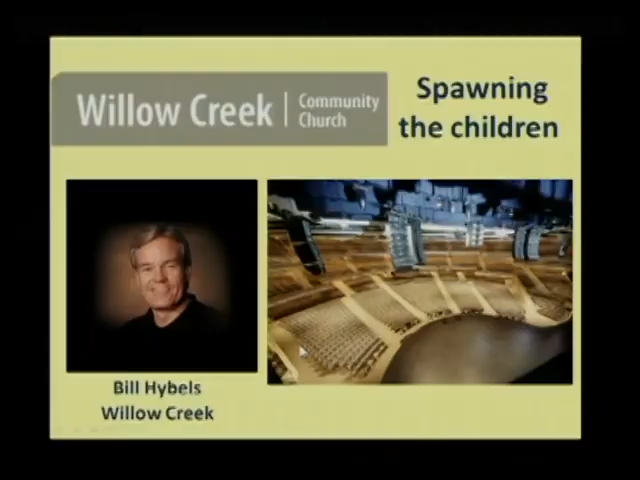 Willow Creek
Community
Church
Spawning
the children
Bill Hybels
Willow Creek